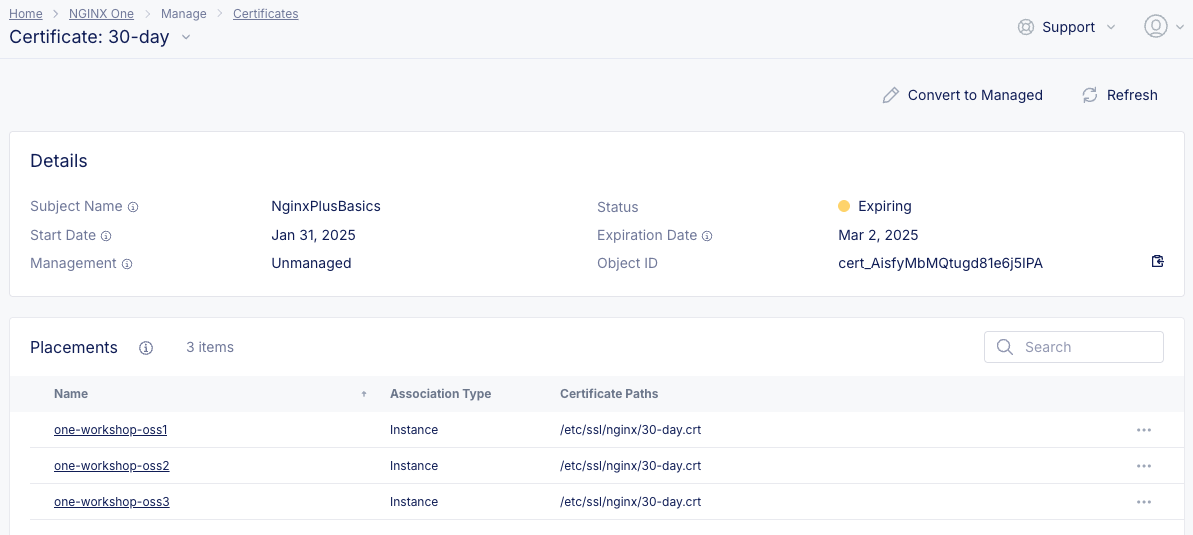 Home > NGINX One > Manage > Certificates
Certificate: 30-day
Support
Convert to Managed
Refresh
Details
Subject Name NginxPlusBasics Status Expiring
Start Date Jan 31, 2025 Expiration Date Mar 2, 2025
Management Unmanaged Object ID cert_AisfyMbMQtugd81e6j5IPA
Placements 3 items Search
Name ↑ Association Type Certificate Paths
one-workshop-oss1 Instance /etc/ssl/nginx/30-day.crt ...
one-workshop-oss2 Instance /etc/ssl/nginx/30-day.crt ...
one-workshop-oss3 Instance /etc/ssl/nginx/30-day.crt ...